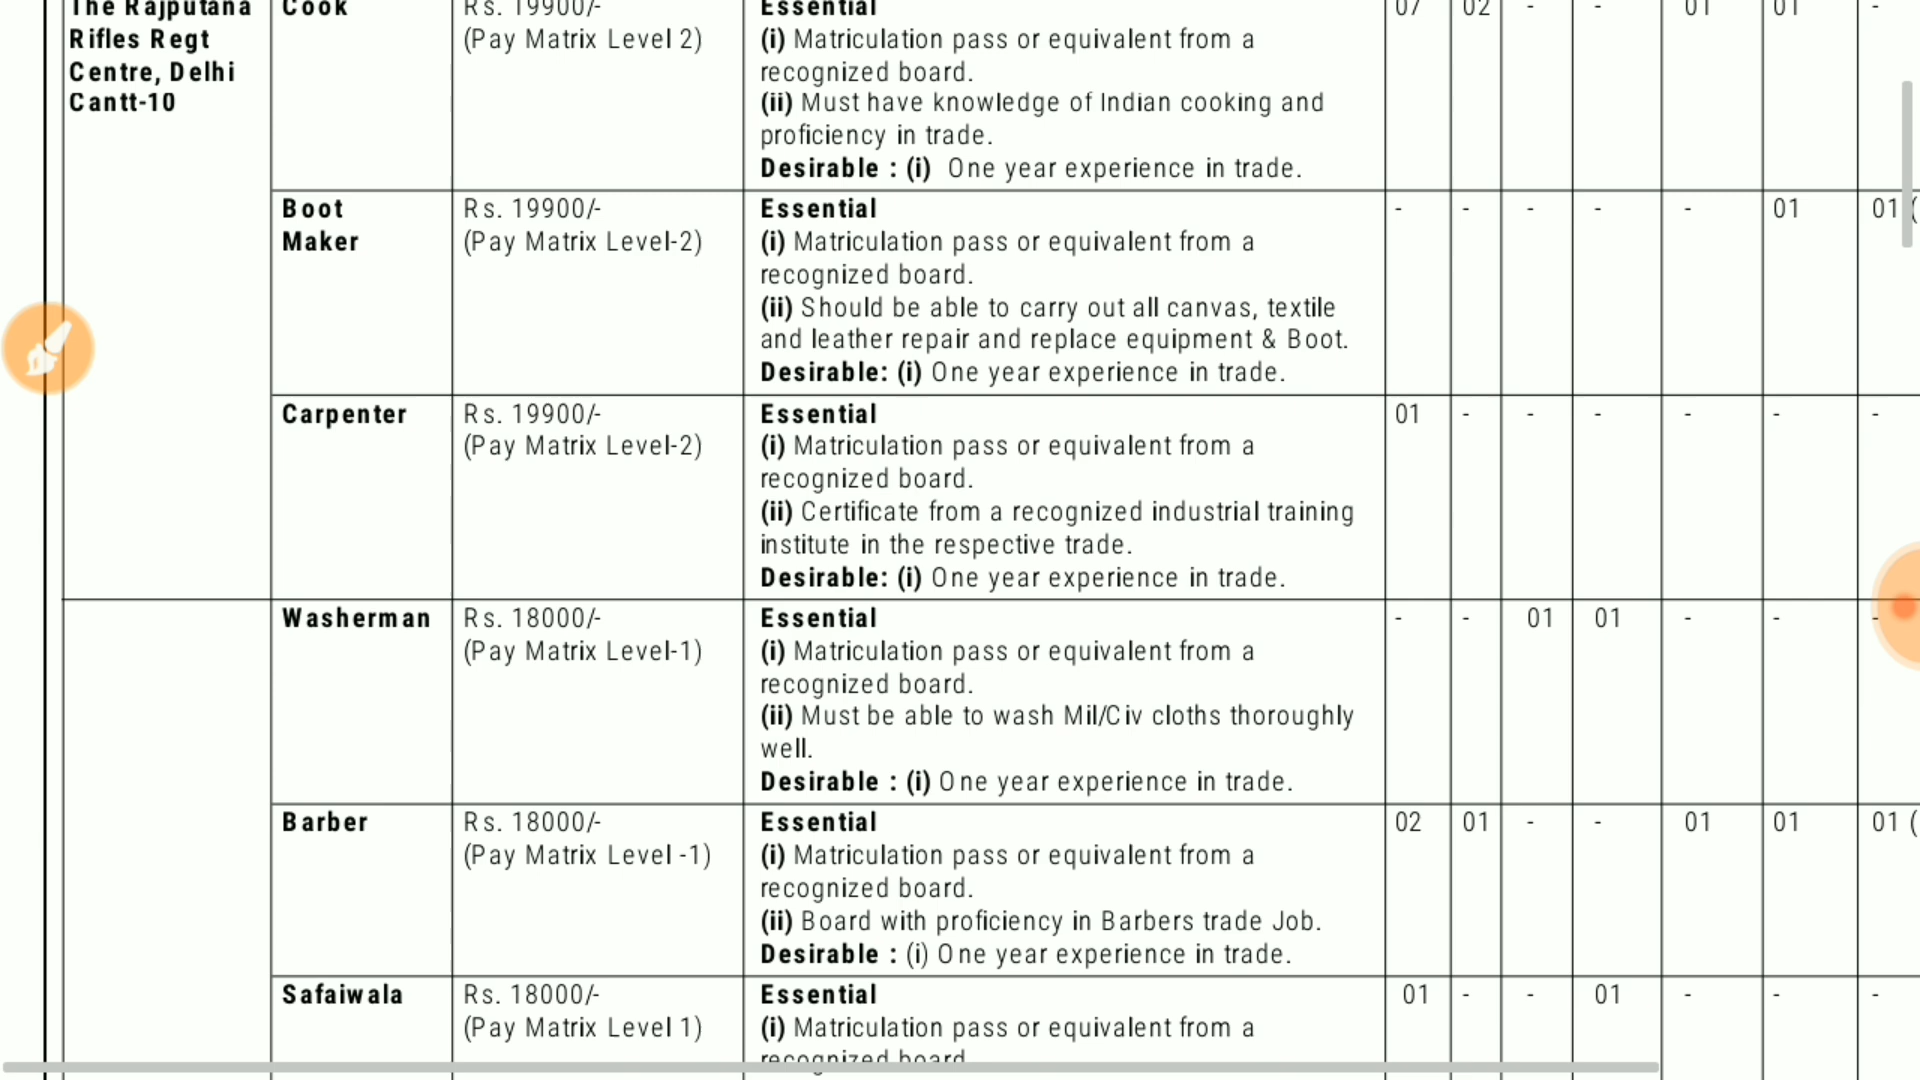 The Rajputana
Rifles Regt
Centre, Delhi
Cantt-10
Cook
Rs. 19900/-
(Pay Matrix Level 2)
Essential
(i) Matriculation pass or equivalent from a
recognized board.
(ii) Must have knowledge of Indian cooking and
proficiency in trade.
Desirable : (i) One year experience in trade.
07 02 - - 01 01 -
Boot
Maker
Rs. 19900/-
(Pay Matrix Level-2)
Essential
(i) Matriculation pass or equivalent from a
recognized board.
(ii) Should be able to carry out all canvas, textile
and leather repair and replace equipment & Boot.
Desirable: (i) One year experience in trade.
- - - - - 01 01 (
Carpenter
Rs. 19900/-
(Pay Matrix Level-2)
Essential
(i) Matriculation pass or equivalent from a
recognized board.
(ii) Certificate from a recognized industrial training
institute in the respective trade.
Desirable: (i) One year experience in trade.
01 - - - - - -
Washerman
Rs. 18000/-
(Pay Matrix Level-1)
Essential
(i) Matriculation pass or equivalent from a
recognized board.
(ii) Must be able to wash Mil/Civ cloths thoroughly
well.
Desirable : (i) One year experience in trade.
- - 01 01 - - -
Barber
Rs. 18000/-
(Pay Matrix Level -1)
Essential
(i) Matriculation pass or equivalent from a
recognized board.
(ii) Board with proficiency in Barbers trade Job.
Desirable : (i) One year experience in trade.
02 01 - - 01 01 01 (
Safaiwala
Rs. 18000/-
(Pay Matrix Level 1)
Essential
(i) Matriculation pass or equivalent from a
recognized board
01 - - 01 - - -